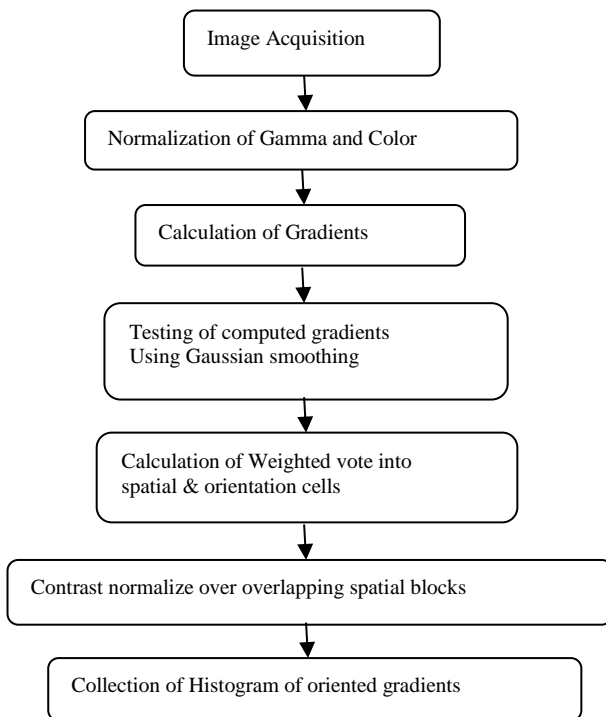 Image Acquisition
Normalization of Gamma and Color
Calculation of Gradients
Testing of computed gradients
Using Gaussian smoothing
Calculation of Weighted vote into
spatial & orientation cells
Contrast normalize over overlapping spatial blocks
Collection of Histogram of oriented gradients